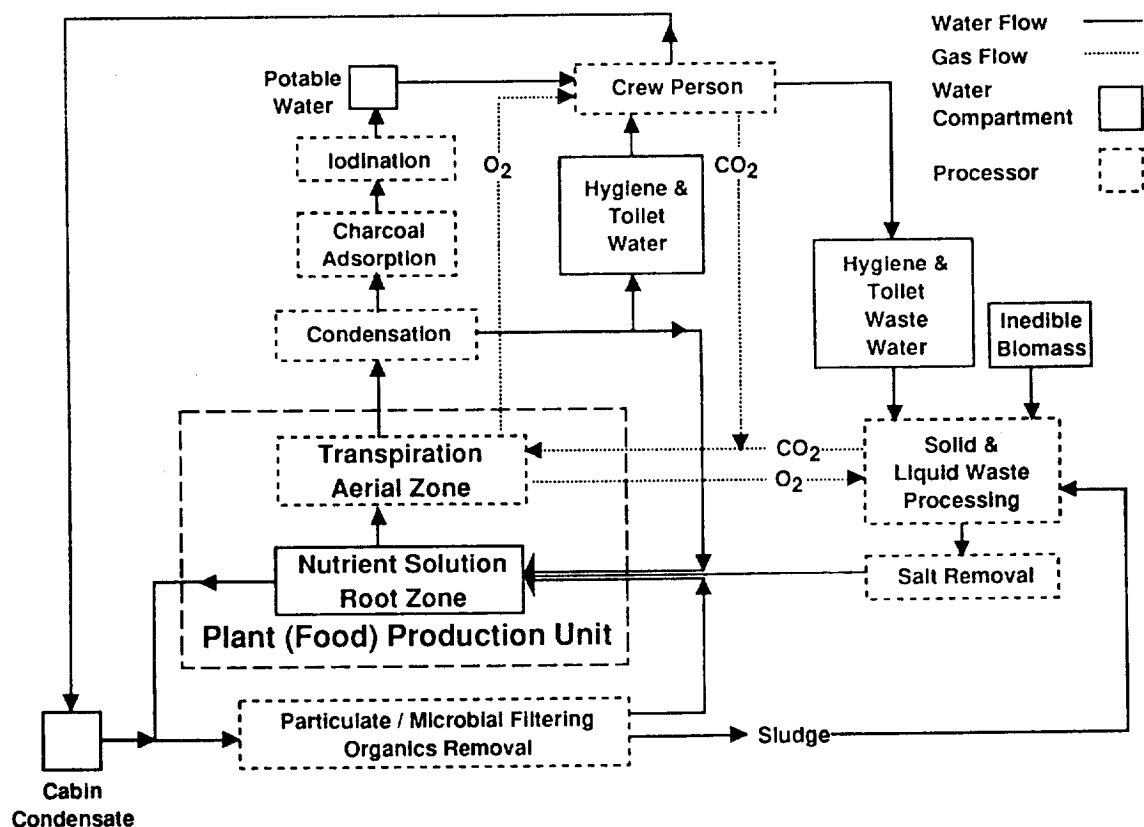 Water Flow
Gas Flow
Water
Compartment
Processor
Potable
Water
Crew Person
Iodination
O2
CO2
Hygiene &
Toilet
Water
Charcoal
Adsorption
Hygiene &
Toilet
Waste
Water
Inedible
Biomass
Condensation
Transpiration
Aerial Zone
CO2
O2
Solid &
Liquid Waste
Processing
Nutrient Solution
Root Zone
Salt Removal
Plant (Food) Production Unit
Particulate / Microbial Filtering
Organics Removal
Sludge
Cabin
Condensate